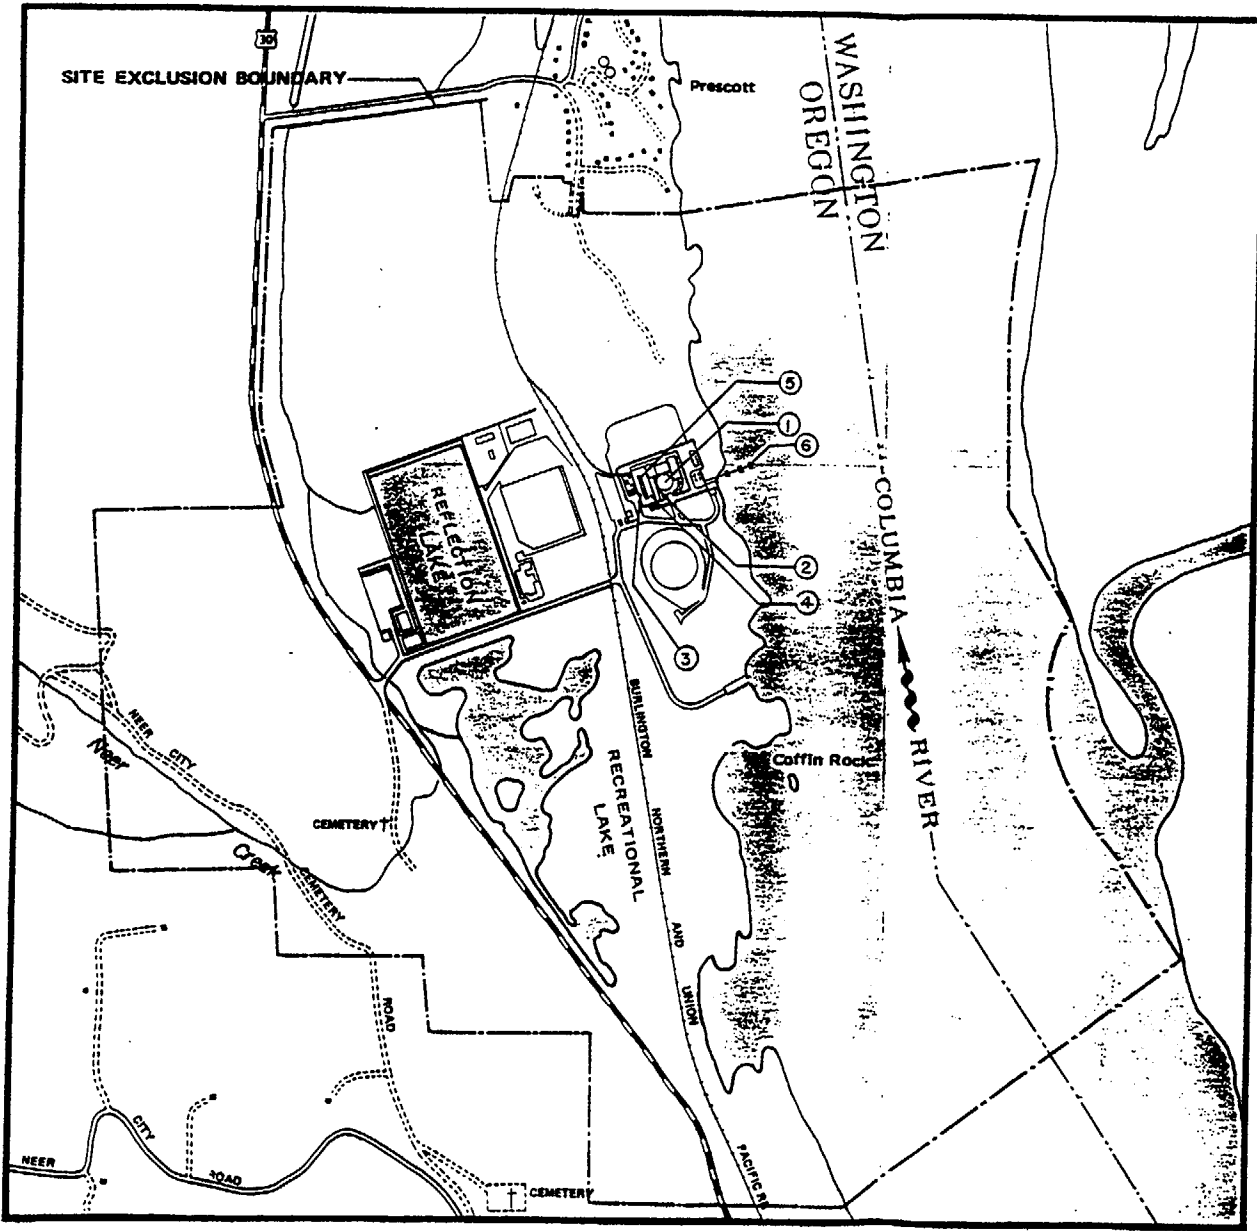 30
SITE EXCLUSION BOUNDARY
Prescott
WASHINGTON
OREGON
5
1
6
COLUMBIA
RIVER
REFLECTION
LAKE
2
4
3
BURLINGTON
NORTHERN
AND
UNION
PACIFIC RR
RECREATIONAL
LAKE
Coffin Rock
NEER
CITY
Neer
Creek
CEMETERY
CEMETERY
ROAD
NEER
CITY
ROAD
CEMETERY